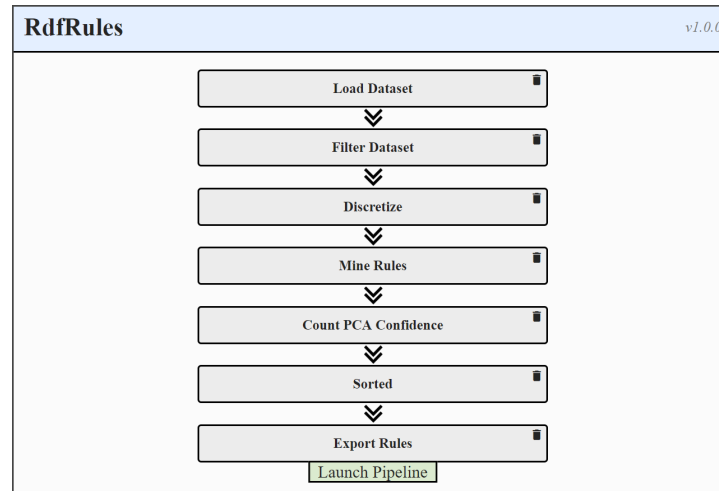 RdfRules
v1.0.0
Load Dataset
Filter Dataset
Discretize
Mine Rules
Count PCA Confidence
Sorted
Export Rules
Launch Pipeline